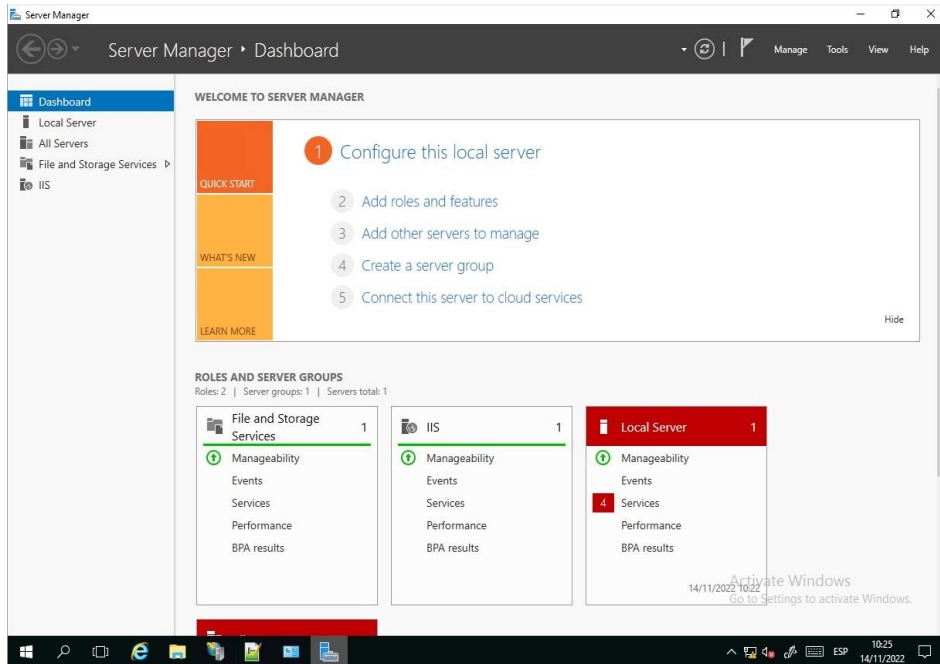 Server Manager
Server Manager ‣ Dashboard
Manage Tools View Help
Dashboard
Local Server
All Servers
File and Storage Services
IIS
WELCOME TO SERVER MANAGER
QUICK START
WHAT'S NEW
LEARN MORE
1 Configure this local server
2 Add roles and features
3 Add other servers to manage
4 Create a server group
5 Connect this server to cloud services
Hide
ROLES AND SERVER GROUPS
Roles: 2 | Server groups: 1 | Servers total: 1
File and Storage
Services
1
Manageability
Events
Services
Performance
BPA results
IIS 1
Manageability
Events
Services
Performance
BPA results
Local Server 1
Manageability
Events
4 Services
Performance
BPA results
14/11/2022 10:22
Activate Windows
Go to Settings to activate Windows.
ESP
10:25
14/11/2022